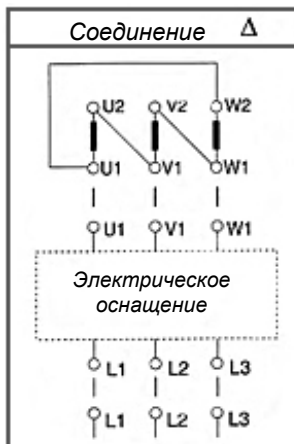 Соединение Δ
U2 V2 W2
U1 V1 W1
U1 V1 W1
Электрическое
оснащение
L1 L2 L3
L1 L2 L3